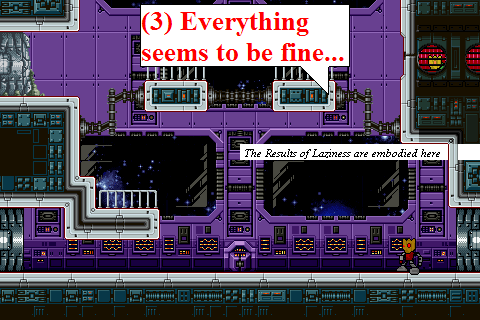 (3) Everything
seems to be fine...
The Results of Laziness are embodied here